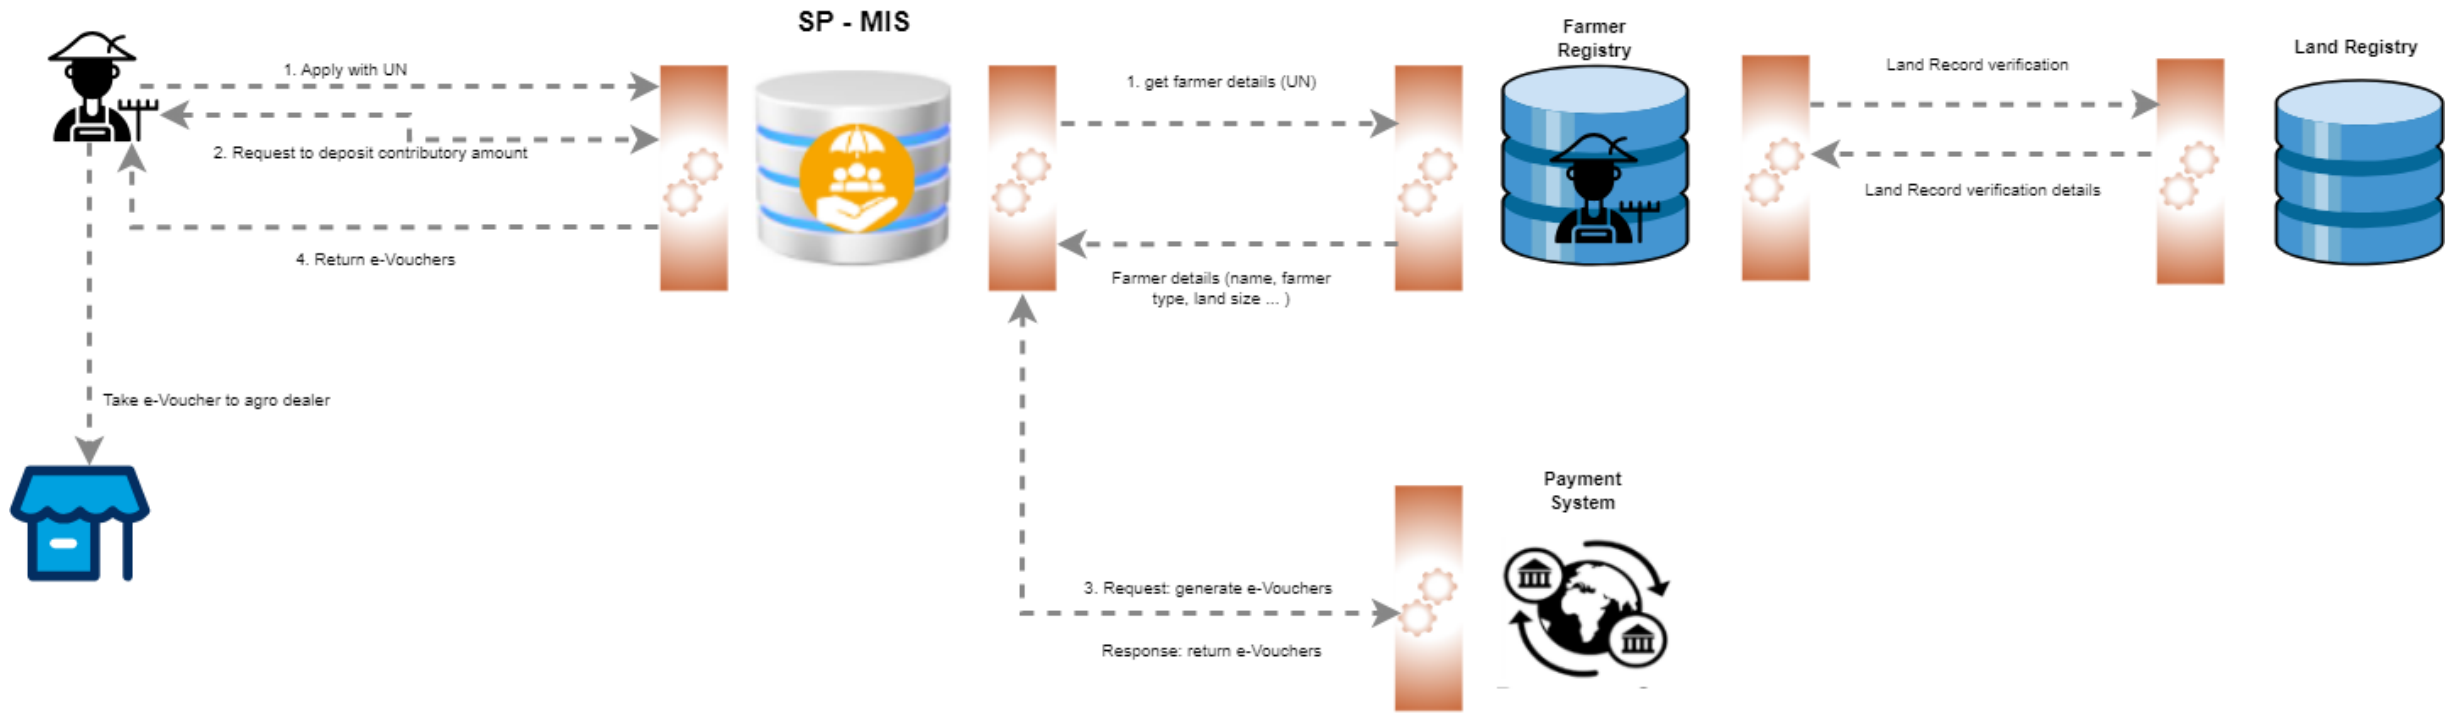 SP - MIS
Farmer
Registry
Land Registry
1. Apply with UN
2. Request to deposit contributory amount
4. Return e-Vouchers
1. get farmer details (UN)
Farmer details (name, farmer
type, land size ... )
Land Record verification
Land Record verification details
Take e-Voucher to agro dealer
Payment
System
3. Request: generate e-Vouchers
Response: return e-Vouchers